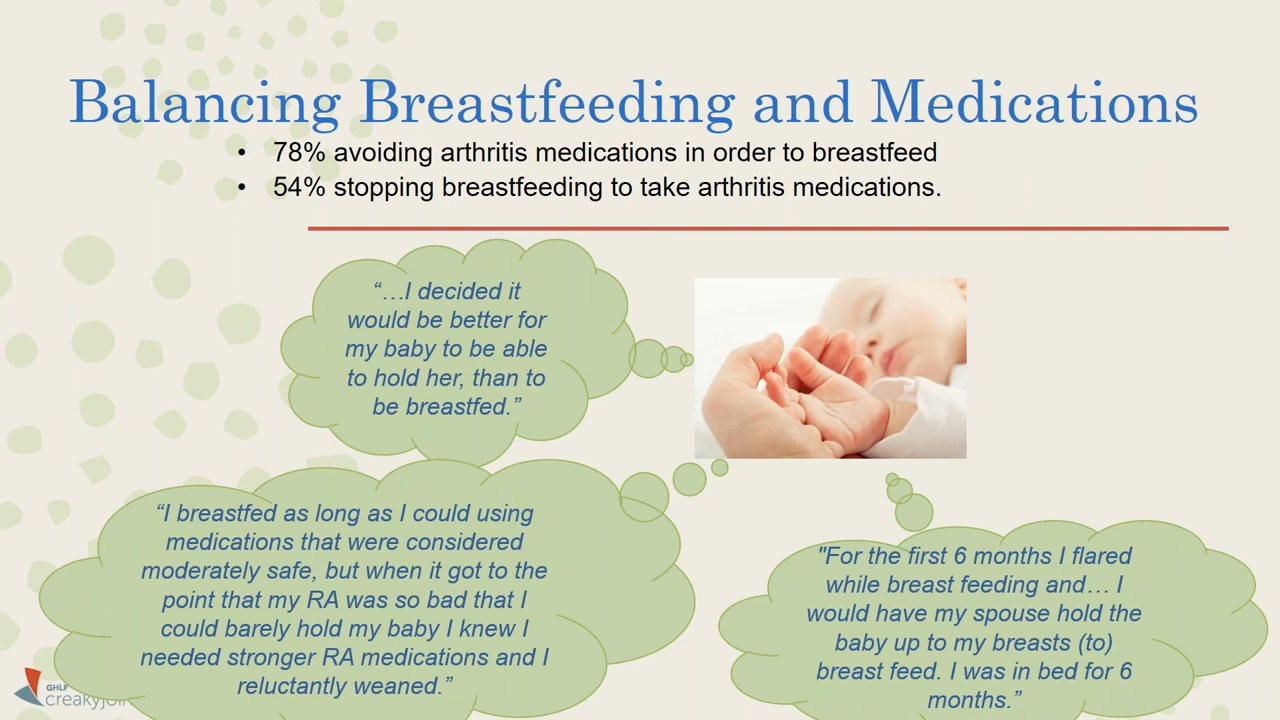 Balancing Breastfeeding and Medications
• 78% avoiding arthritis medications in order to breastfeed
• 54% stopping breastfeeding to take arthritis medications.
“…I decided it
would be better for
my baby to be able
to hold her, than to
be breastfed.”
“I breastfed as long as I could using
medications that were considered
moderately safe, but when it got to the
point that my RA was so bad that I
could barely hold my baby I knew I
needed stronger RA medications and I
reluctantly weaned.”
"For the first 6 months I flared
while breast feeding and… I
would have my spouse hold the
baby up to my breasts (to)
breast feed. I was in bed for 6
months.”
GHLF